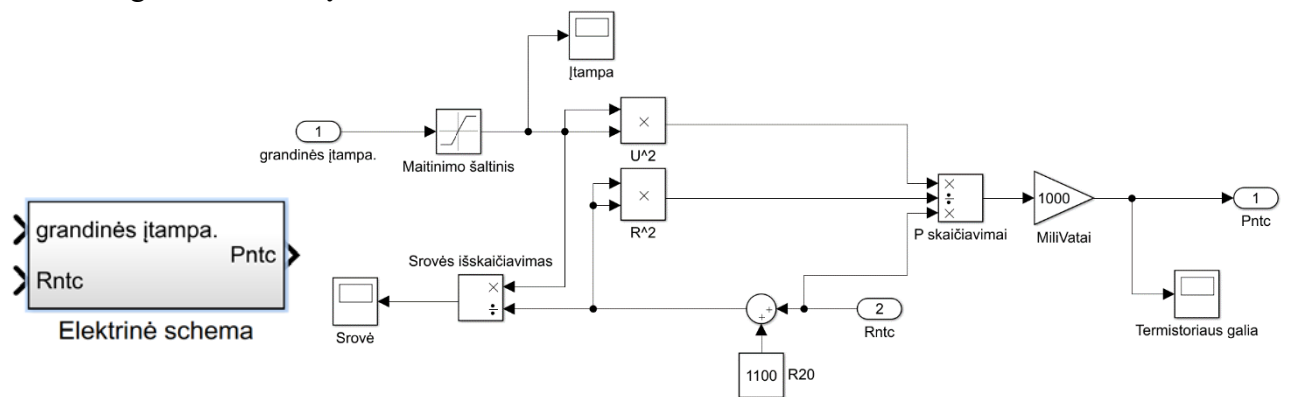 Įtampa
1
grandinės įtampa.
Maitinimo šaltinis
×
U^2
×
R^2
×
÷
×
P skaičiavimai
1000
MiliVatai
1
Pntc
grandinės įtampa.
Pntc
Rntc
Elektrinė schema
Srovės išskaičiavimas
×
÷
Srovė
+
+
2
Rntc
1100
R20
Termistoriaus galia